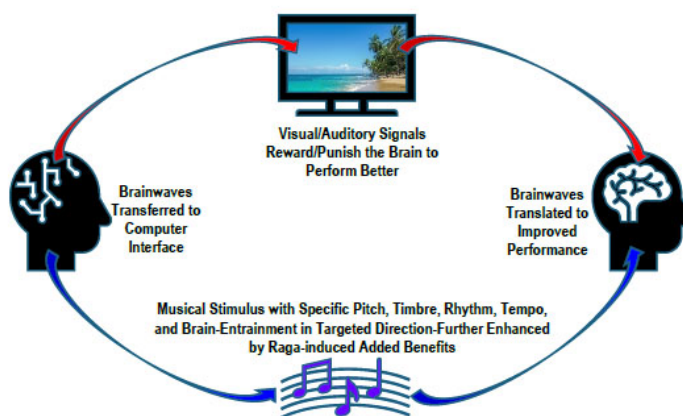 Visual/Auditory Signals
Reward/Punish the Brain to
Perform Better
Brainwaves
Transferred to
Computer
Interface
Brainwaves
Translated to
Improved
Performance
Musical Stimulus with Specific Pitch, Timbre, Rhythm, Tempo,
and Brain-Entrainment in Targeted Direction-Further Enhanced
by Raga-induced Added Benefits